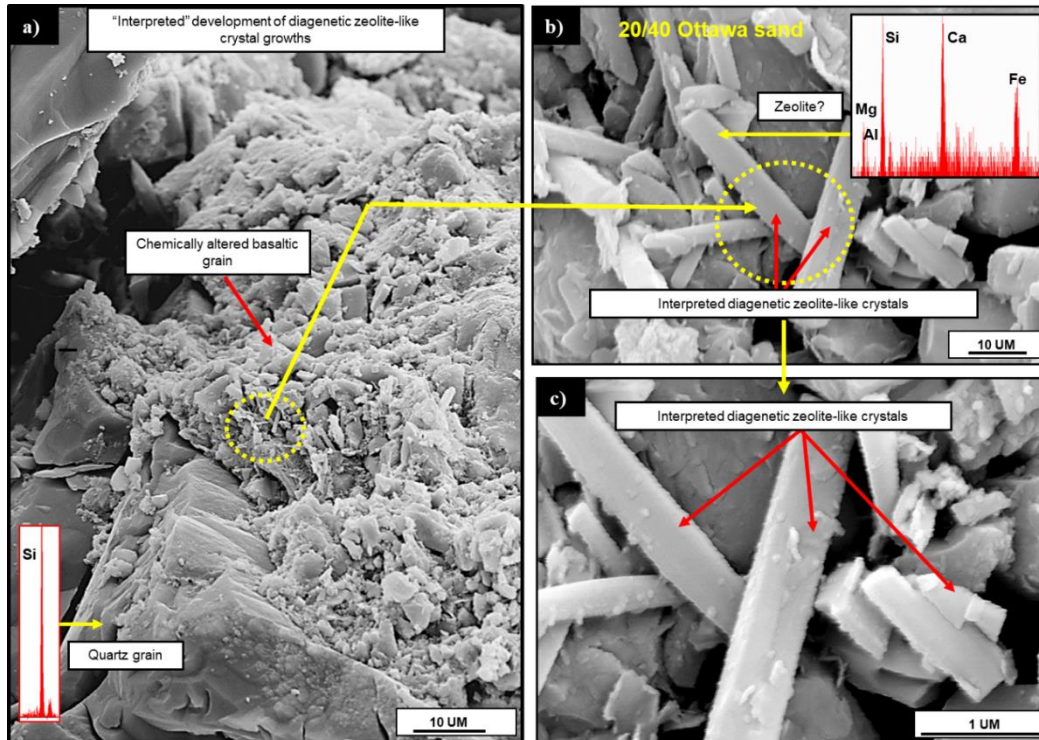 a)
“Interpreted” development of diagenetic zeolite-like
crystal growths
Chemically altered basaltic
grain
Si
Quartz grain
10 UM
b)
20/40 Ottawa sand
Si
Ca
Fe
Mg
Al
Zeolite?
Interpreted diagenetic zeolite-like crystals
10 UM
c)
Interpreted diagenetic zeolite-like crystals
1 UM